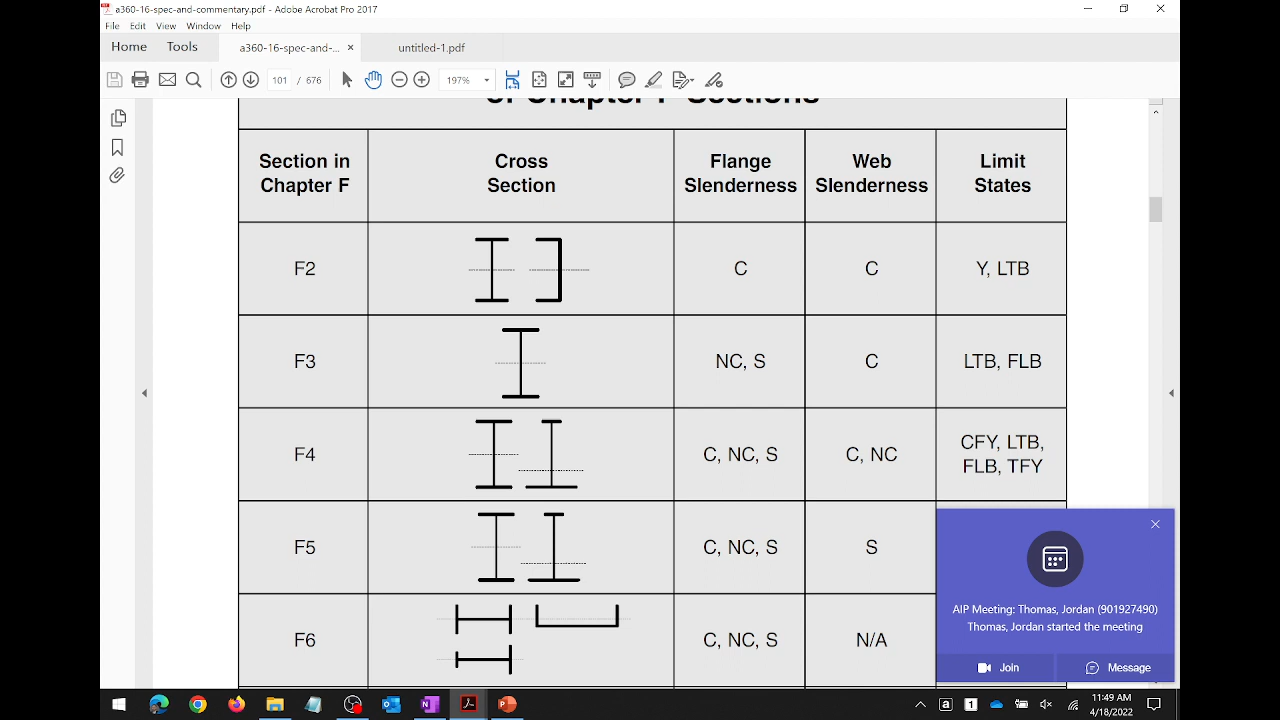 a360-16-spec-and-commentary.pdf - Adobe Acrobat Pro 2017
File Edit View Window Help
Home Tools a360-16-spec-and-... × untitled-1.pdf
101 / 676 197%
of Chapter F Sections
Section in Chapter F
Cross Section
Flange Slenderness
Web Slenderness
Limit States
F2 C C Y, LTB
F3 NC, S C LTB, FLB
F4 C, NC, S C, NC CFY, LTB,
FLB, TFY
F5 C, NC, S S
F6 C, NC, S N/A
AIP Meeting: Thomas, Jordan (901927490)
Thomas, Jordan started the meeting
Join Message
11:49 AM
4/18/2022